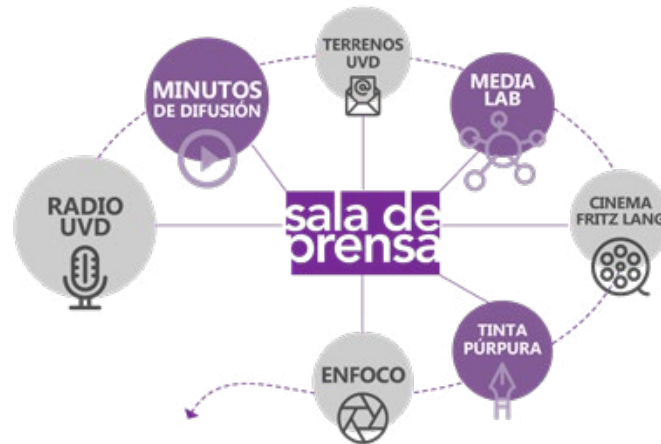 TERRENOS
UVD
MINUTOS
DE DIFUSIÓN
MEDIA
LAB
RADIO
UVD
sala de
prensa
CINEMA
FRITZ LANG
TINTA
PÚRPURA
ENFOCO